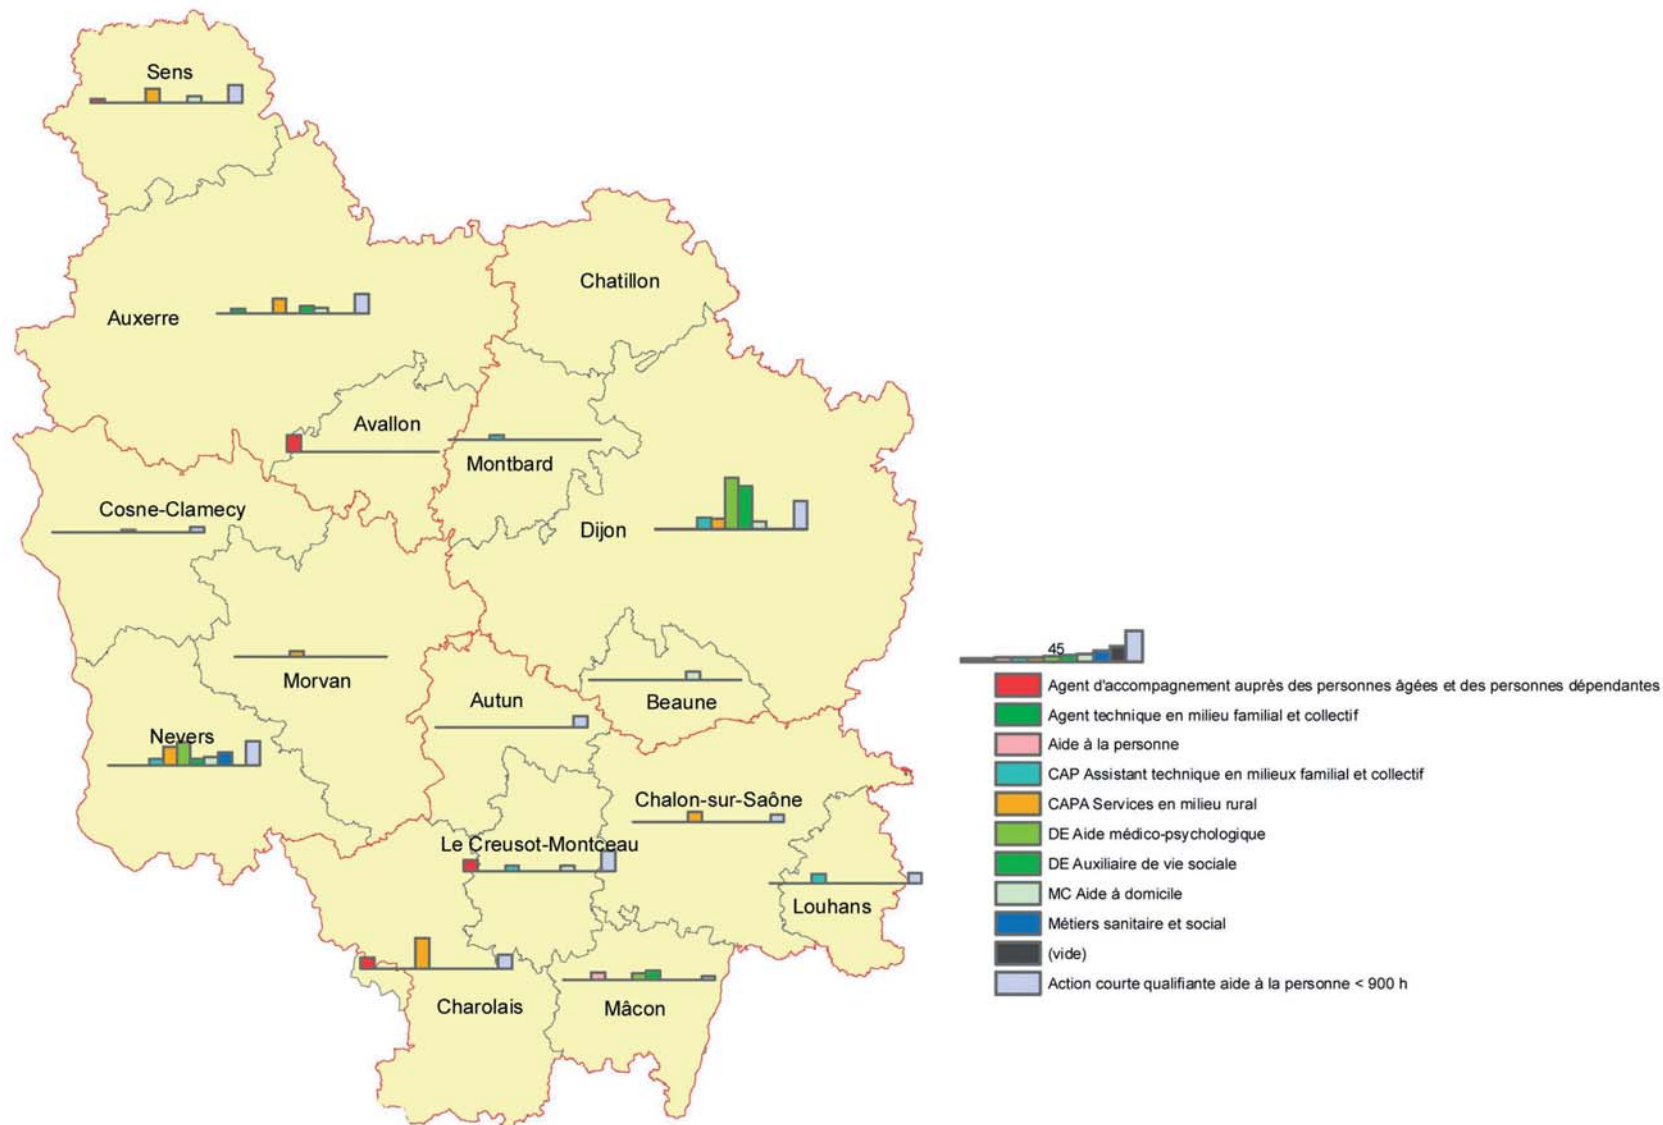 Sens
Chatillon
Auxerre
Avallon
Montbard
Cosne-Clamecy
Dijon
Morvan
Autun
Beaune
Nevers
Chalon-sur-Saône
Le Creusot-Montceau
Louhans
Charolais
Mâcon
45
Agent d'accompagnement auprès des personnes âgées et des personnes dépendantes
Agent technique en milieu familial et collectif
Aide à la personne
CAP Assistant technique en milieux familial et collectif
CAPA Services en milieu rural
DE Aide médico-psychologique
DE Auxiliaire de vie sociale
MC Aide à domicile
Métiers sanitaire et social
(vide)
Action courte qualifiante aide à la personne < 900 h